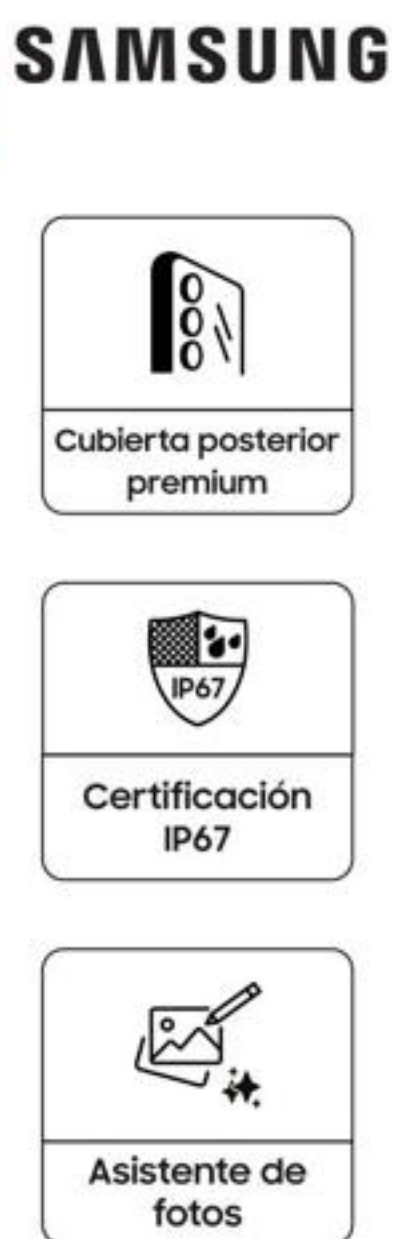 SAMSUNG
Cubierta posterior
premium
IP67
Certificación
IP67
Asistente de
fotos